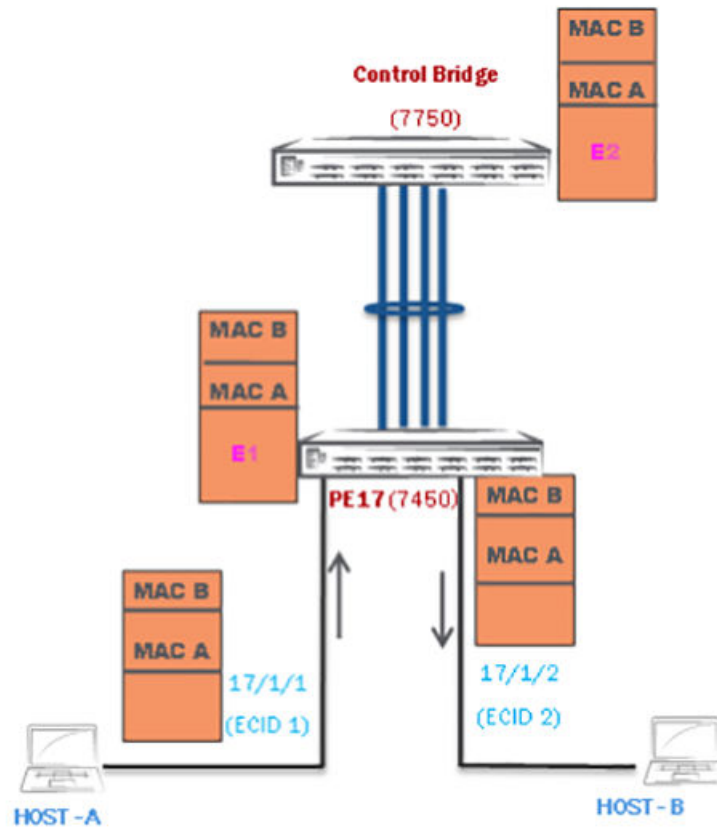 MAC B
Control Bridge
MAC A
(7750)
E2
MAC B
MAC A
E1
PE17 (7450)
MAC B
MAC A
MAC B
MAC A
17/1/1
(ECID 1)
17/1/2
(ECID 2)
HOST - A
HOST - B